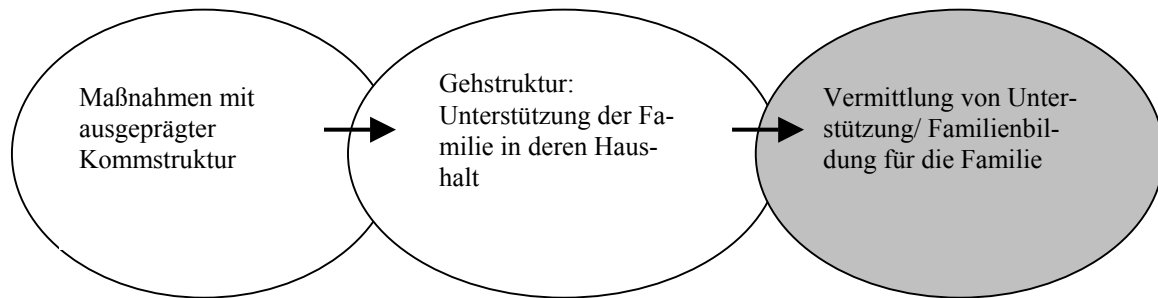 Maßnahmen mit
ausgeprägter
Kommstruktur
Gehstruktur:
Unterstützung der Fa-
milie in deren Haus-
halt
Vermittlung von Unter-
stützung/ Familienbil-
dung für die Familie